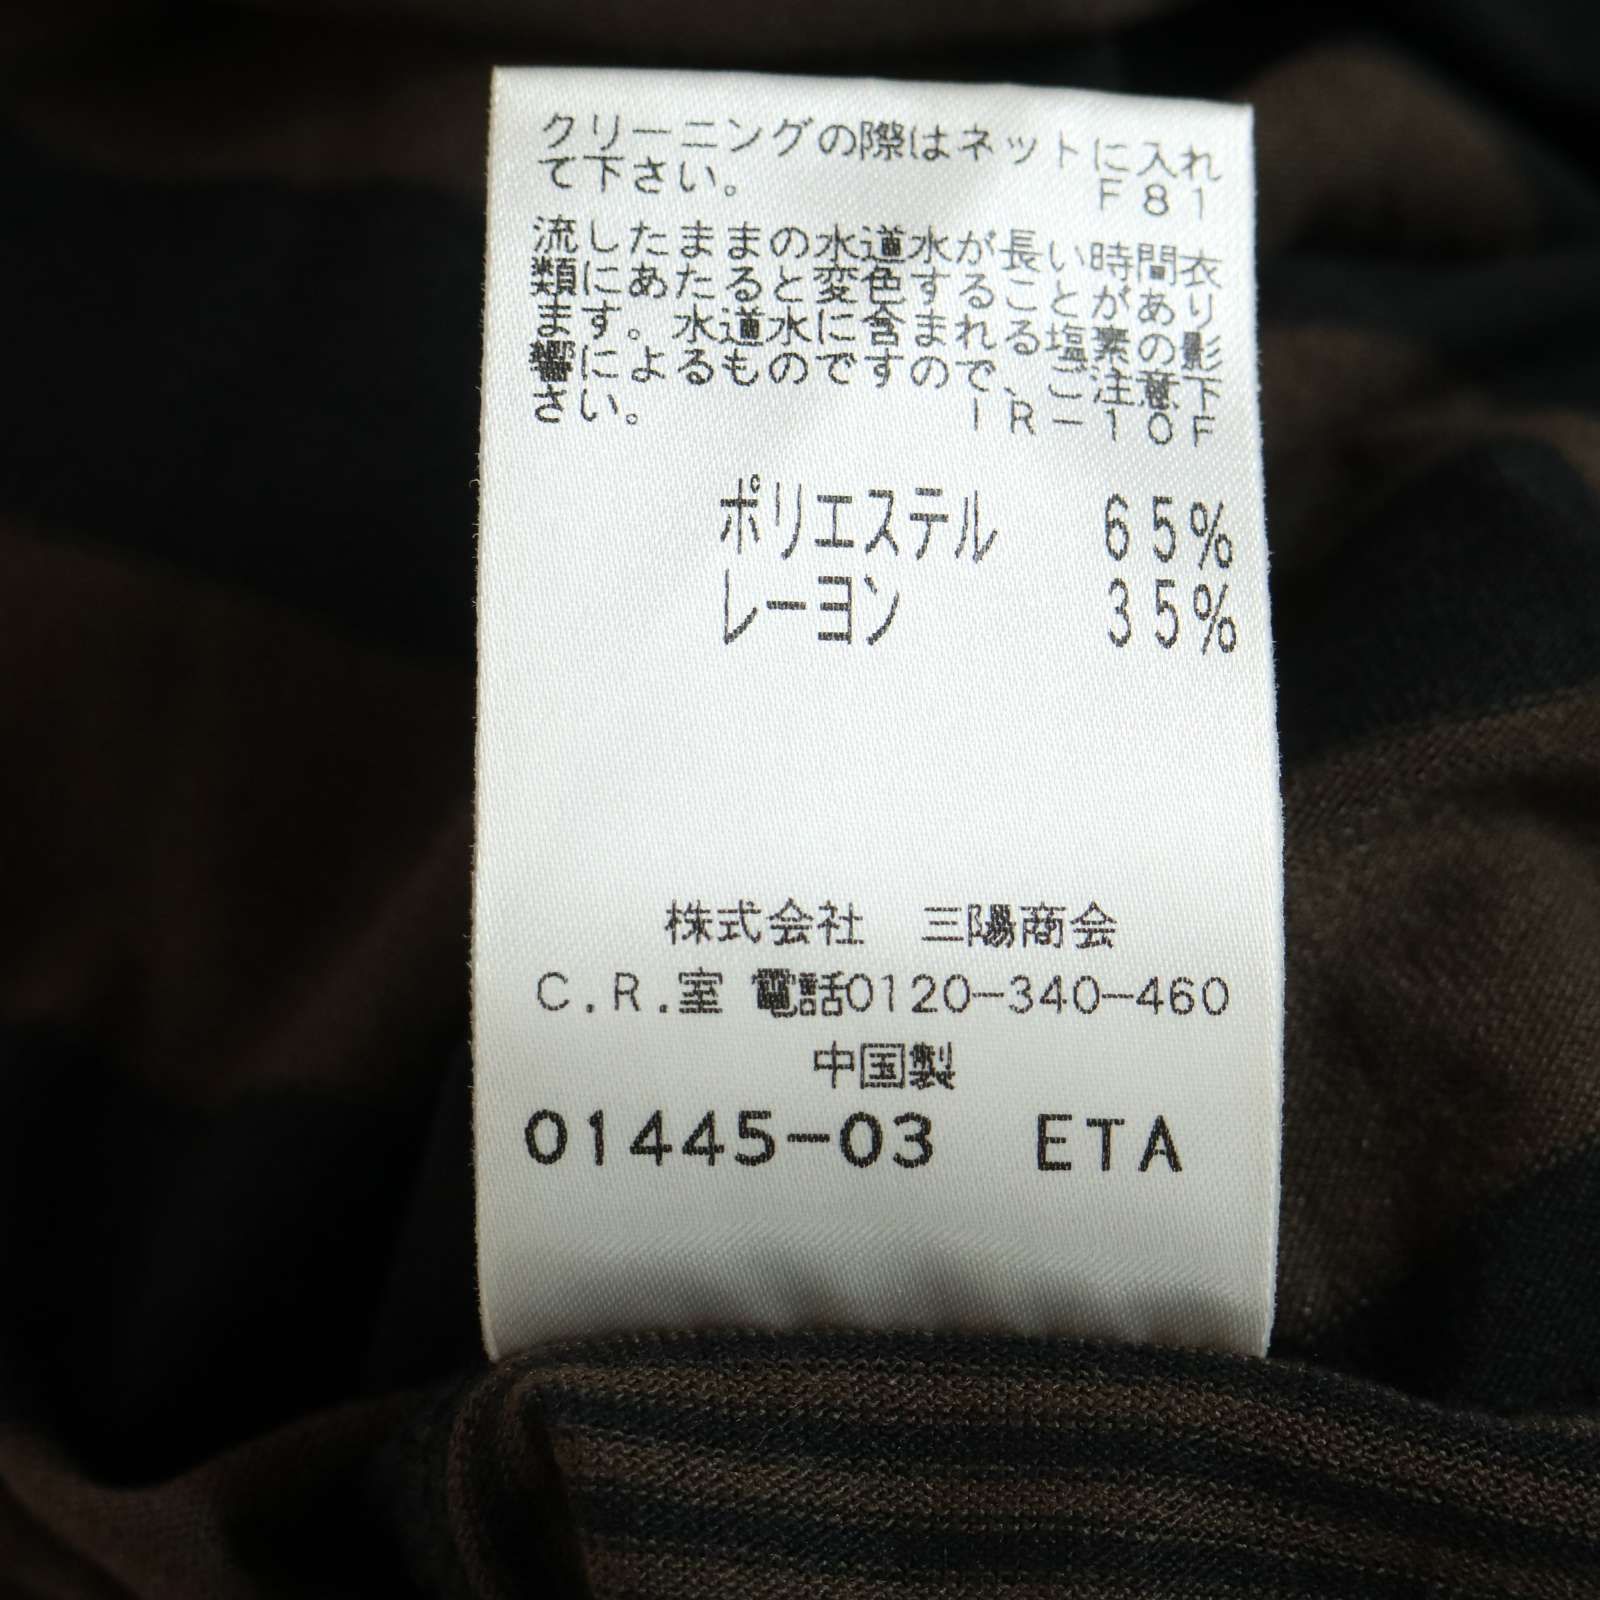 クリーニングの際はネットに入れ
て下さい。 F81
流したままの水道水が長い時間衣
類にあたると変色することがあり
ます。水道水に含まれる塩素の影
響によるものですので、ご注意下
さい。 IR-10F
ポリエステル 65%
レーヨン 35%
株式会社 三陽商会
C.R.室 電話0120-340-460
中国製
01445-03 ETA